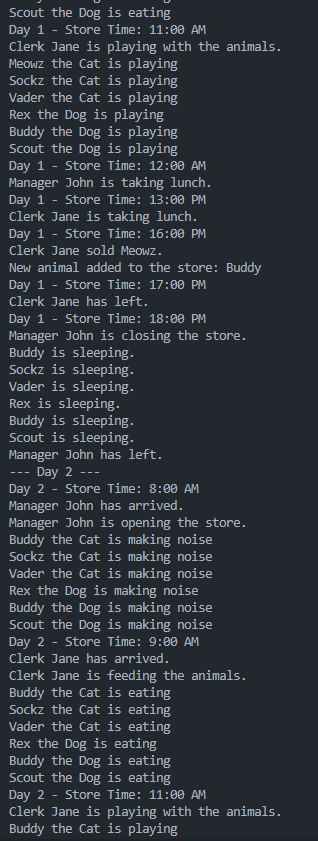 Scout the Dog is eating
Day 1 - Store Time: 11:00 AM
Clerk Jane is playing with the animals.
Meowz the Cat is playing
Sockz the Cat is playing
Vader the Cat is playing
Rex the Dog is playing
Buddy the Dog is playing
Scout the Dog is playing
Day 1 - Store Time: 12:00 AM
Manager John is taking lunch.
Day 1 - Store Time: 13:00 PM
Clerk Jane is taking lunch.
Day 1 - Store Time: 16:00 PM
Clerk Jane sold Meowz.
New animal added to the store: Buddy
Day 1 - Store Time: 17:00 PM
Clerk Jane has left.
Day 1 - Store Time: 18:00 PM
Manager John is closing the store.
Buddy is sleeping.
Sockz is sleeping.
Vader is sleeping.
Rex is sleeping.
Buddy is sleeping.
Scout is sleeping.
Manager John has left.
--- Day 2 ---
Day 2 - Store Time: 8:00 AM
Manager John has arrived.
Manager John is opening the store.
Buddy the Cat is making noise
Sockz the Cat is making noise
Vader the Cat is making noise
Rex the Dog is making noise
Buddy the Dog is making noise
Scout the Dog is making noise
Day 2 - Store Time: 9:00 AM
Clerk Jane has arrived.
Clerk Jane is feeding the animals.
Buddy the Cat is eating
Sockz the Cat is eating
Vader the Cat is eating
Rex the Dog is eating
Buddy the Dog is eating
Scout the Dog is eating
Day 2 - Store Time: 11:00 AM
Clerk Jane is playing with the animals.
Buddy the Cat is playing